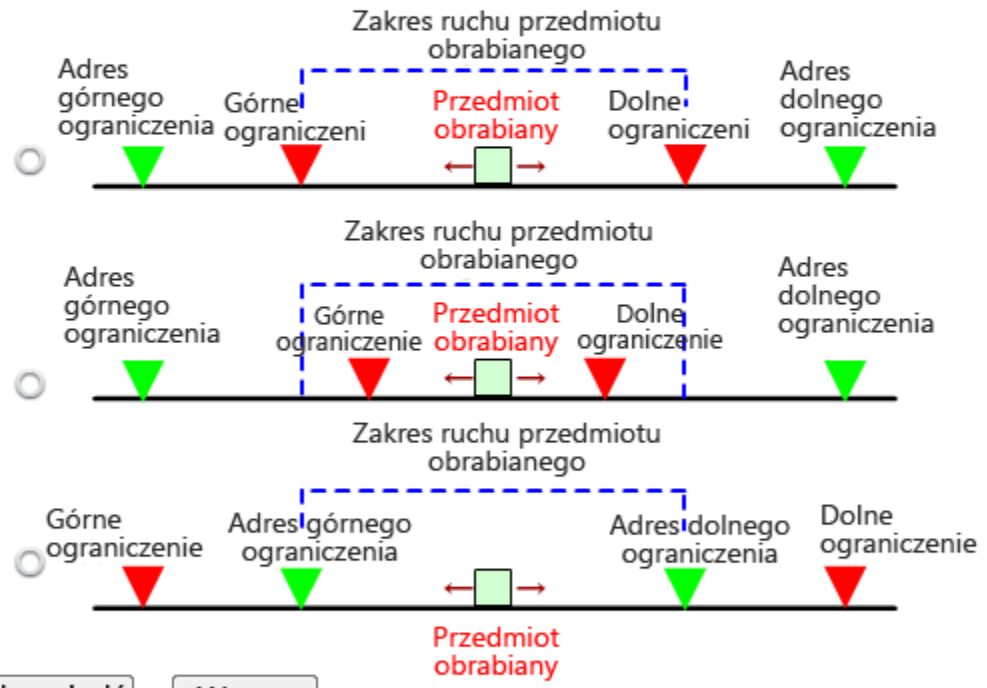 Zakres ruchu przedmiotu
obrabianego
Adres
górnego
ograniczenia
Górne
ograniczeni
Przedmiot
obrabiany
Dolne
ograniczeni
Adres
dolnego
ograniczenia
Zakres ruchu przedmiotu
obrabianego
Adres
górnego
ograniczenia
Górne
ograniczenie
Przedmiot
obrabiany
Dolne
ograniczenie
Adres
dolnego
ograniczenia
Zakres ruchu przedmiotu
obrabianego
Górne
ograniczenie
Adres górnego
ograniczenia
Adres dolnego
ograniczenia
Dolne
ograniczenie
Przedmiot
obrabiany